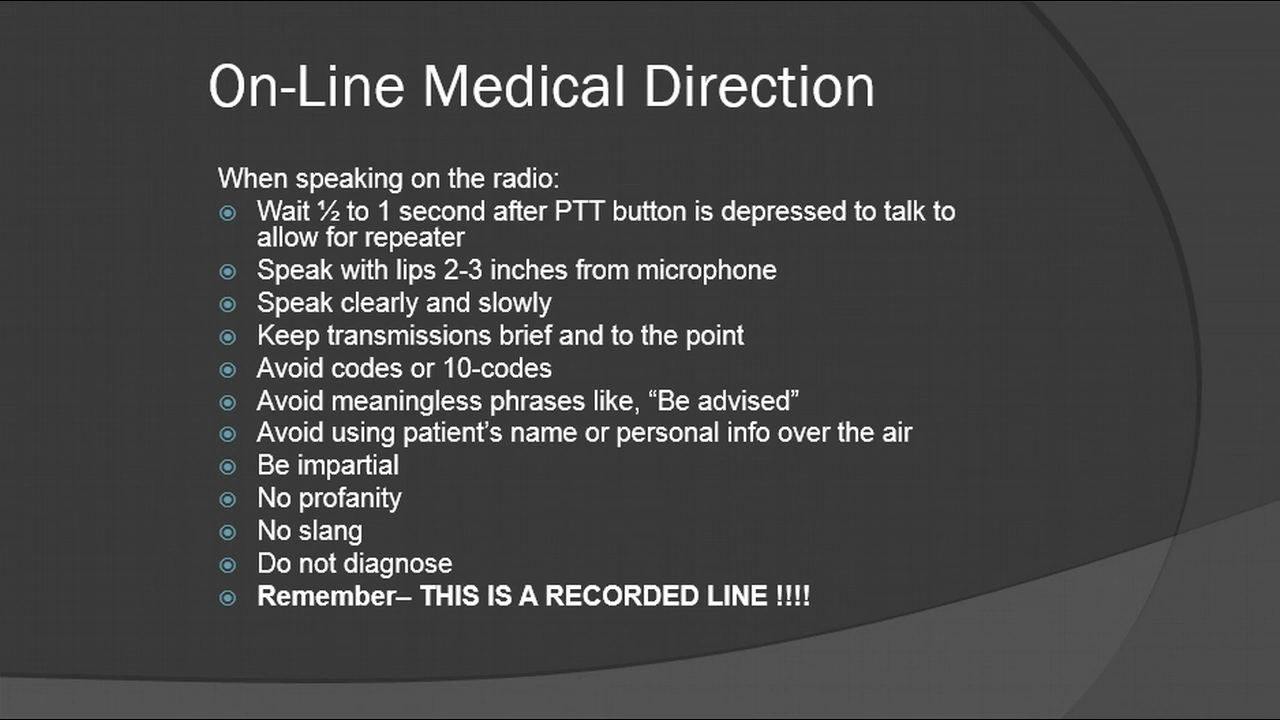 On-Line Medical Direction
When speaking on the radio:
Wait ½ to 1 second after PTT button is depressed to talk to
allow for repeater
Speak with lips 2-3 inches from microphone
Speak clearly and slowly
Keep transmissions brief and to the point
Avoid codes or 10-codes
Avoid meaningless phrases like, “Be advised”
Avoid using patient’s name or personal info over the air
Be impartial
No profanity
No slang
Do not diagnose
Remember– THIS IS A RECORDED LINE !!!!